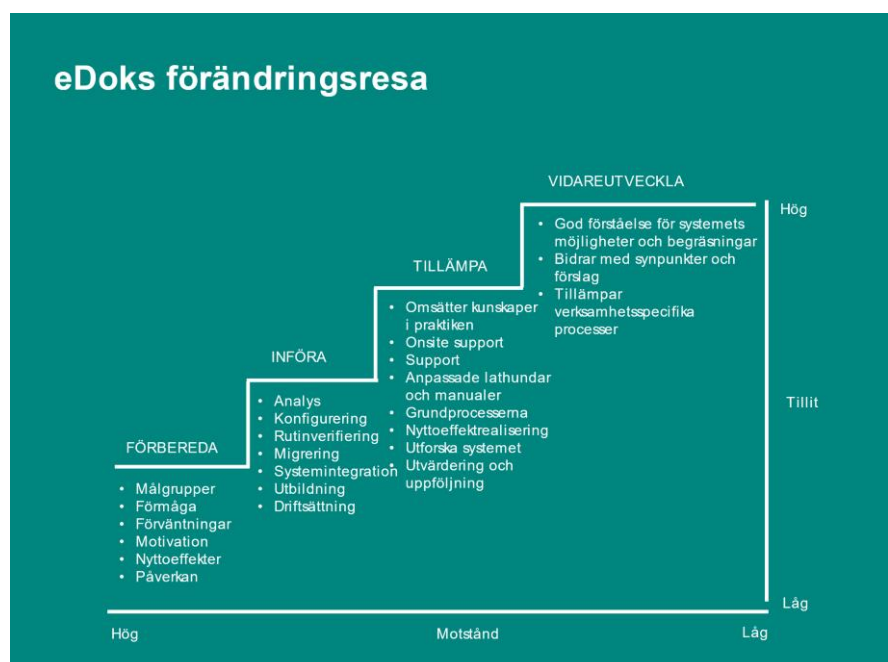 eDoks förändringsresa
FÖRBEREDA
• Målgrupper
• Förmåga
• Förväntningar
• Motivation
• Nyttoeffekter
• Påverkan
INFÖRA
• Analys
• Konfigurering
• Rutinverifiering
• Migrering
• Systemintegration
• Utbildning
• Driftsättning
TILLÄMPA
• Omsätter kunskaper
i praktiken
• Onsite support
• Support
• Anpassade lathundar
och manualer
• Grundprocesserna
• Nyttoeffektrealisering
• Utforska systemet
• Utvärdering och
uppföljning
VIDAREUTVECKLA
• God förståelse för systemets
möjligheter och begräsningar
• Bidrar med synpunkter och
förslag
• Tillämpar
verksamhetsspecifika
processer
Hög
Tillit
Låg
Hög
Motstånd
Låg